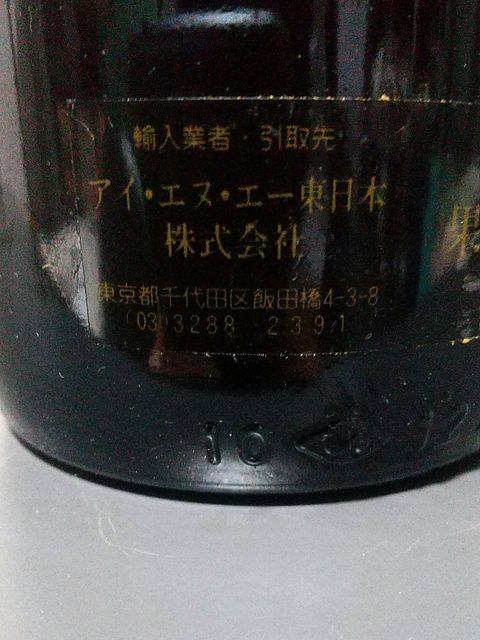 輸入業者・引取先
アイ・エヌ・エー東日本
株式会社
東京都千代田区飯田橋4-3-8
(03)3288-2391
10
12